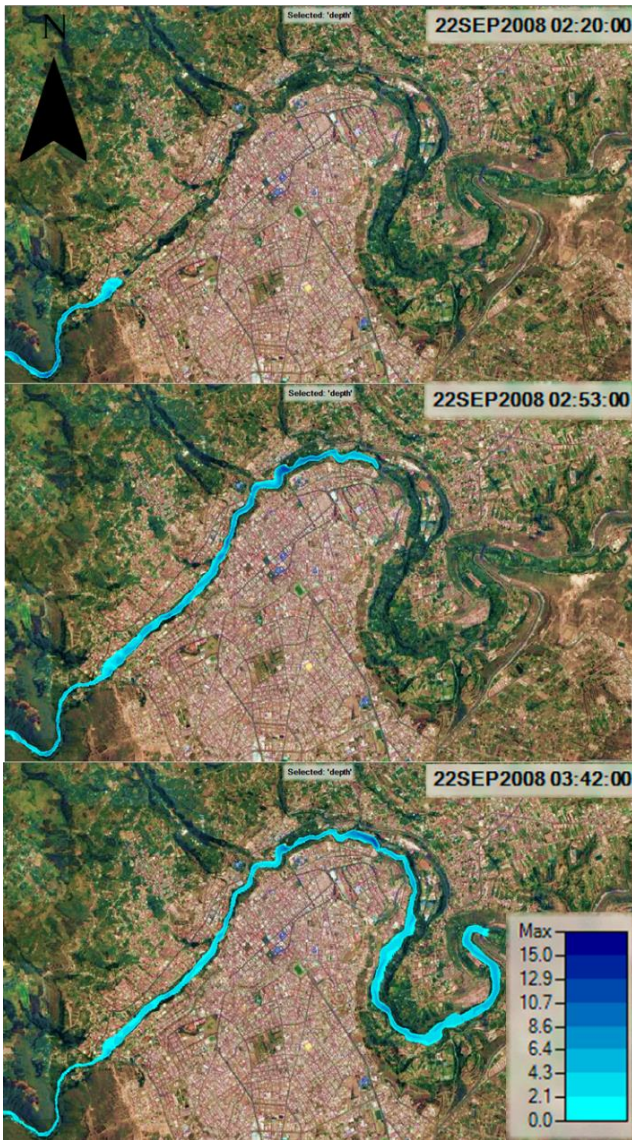 Selected: 'depth'
22SEP2008 02:20:00
N
Selected: 'depth'
22SEP2008 02:53:00
Selected: 'depth'
22SEP2008 03:42:00
Max
15.0
12.9
10.7
8.6
6.4
4.3
2.1
0.0